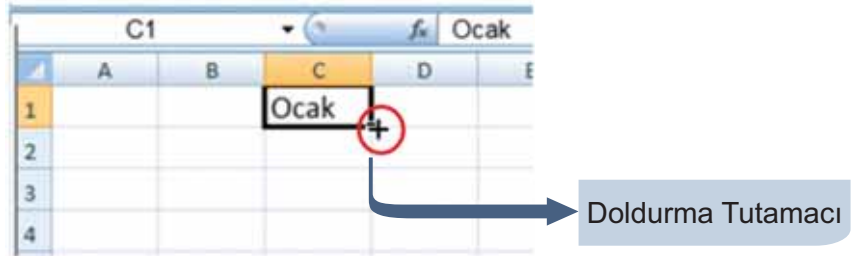 C1 fx Ocak
A B C D E
1 Ocak
2
3
4
Doldurma Tutamacı